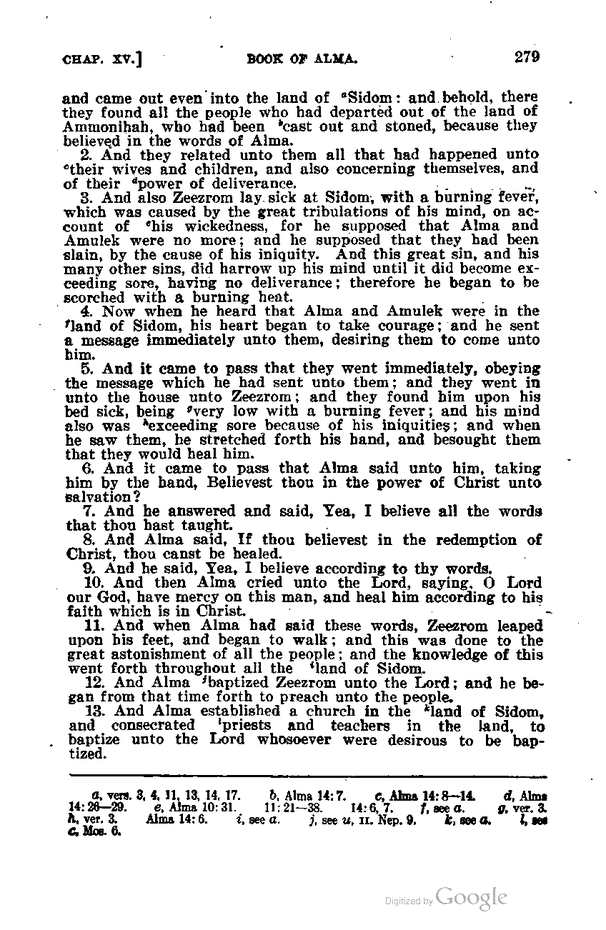 CHAP. XV.] BOOK OF ALMA. 279
and came out even into the land of ᵃSidom: and behold, there
they found all the people who had departed out of the land of
Ammonihah, who had been ᵇcast out and stoned, because they
believed in the words of Alma.
2. And they related unto them all that had happened unto
ᶜtheir wives and children, and also concerning themselves, and
of their ᵈpower of deliverance.
3. And also Zeezrom lay sick at Sidom, with a burning fever,
which was caused by the great tribulations of his mind, on ac-
count of ᵉhis wickedness, for he supposed that Alma and
Amulek were no more; and he supposed that they had been
slain, by the cause of his iniquity. And this great sin, and his
many other sins, did harrow up his mind until it did become ex-
ceeding sore, having no deliverance; therefore he began to be
scorched with a burning heat.
4. Now when he heard that Alma and Amulek were in the
ᶠland of Sidom, his heart began to take courage; and he sent
a message immediately unto them, desiring them to come unto
him.
5. And it came to pass that they went immediately, obeying
the message which he had sent unto them; and they went in
unto the house unto Zeezrom; and they found him upon his
bed sick, being ᵍvery low with a burning fever; and his mind
also was ʰexceeding sore because of his iniquities; and when
he saw them, he stretched forth his hand, and besought them
that they would heal him.
6. And it came to pass that Alma said unto him, taking
him by the hand, Believest thou in the power of Christ unto
salvation?
7. And he answered and said, Yea, I believe all the words
that thou hast taught.
8. And Alma said, If thou believest in the redemption of
Christ, thou canst be healed.
9. And he said, Yea, I believe according to thy words.
10. And then Alma cried unto the Lord, saying, O Lord
our God, have mercy on this man, and heal him according to his
faith which is in Christ.
11. And when Alma had said these words, Zeezrom leaped
upon his feet, and began to walk; and this was done to the
great astonishment of all the people; and the knowledge of this
went forth throughout all the ⁱland of Sidom.
12. And Alma ʲbaptized Zeezrom unto the Lord; and he be-
gan from that time forth to preach unto the people.
13. And Alma established a church in the ᵏland of Sidom,
and consecrated ˡpriests and teachers in the land, to
baptize unto the Lord whosoever were desirous to be bap-
tized.
a, vers. 3, 4, 11, 13, 14, 17. b, Alma 14:7. c, Alma 14:8—14. d, Alma
14:26—29. e, Alma 10:31. 11:21—38. 14:6, 7. f, see a. g, ver. 3.
h, ver. 3. Alma 14:6. i, see a. j, see u, II. Nep. 9. k, see a. l, see
c, Mos. 6.
Digitized by Google